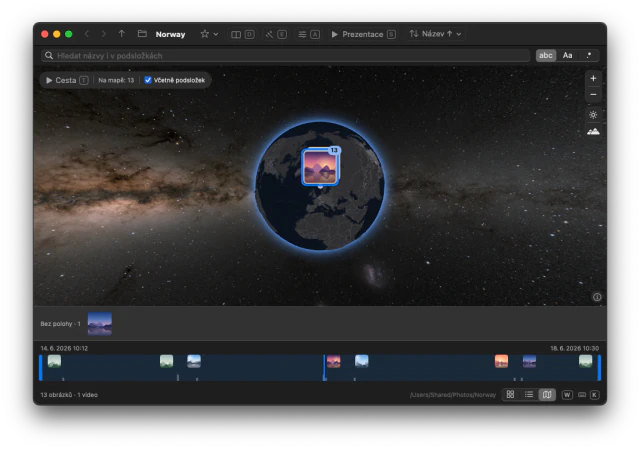 Norway D E A Prezentace S Název
Hledat názvy i v podsložkách abc Aa .*
Cesta T Na mapě: 13 Včetně podsložek
13
Bez polohy · 1
14. 6. 2026 10:12 18. 6. 2026 10:30
13 obrázků · 1 video /Users/Shared/Photos/Norway W K